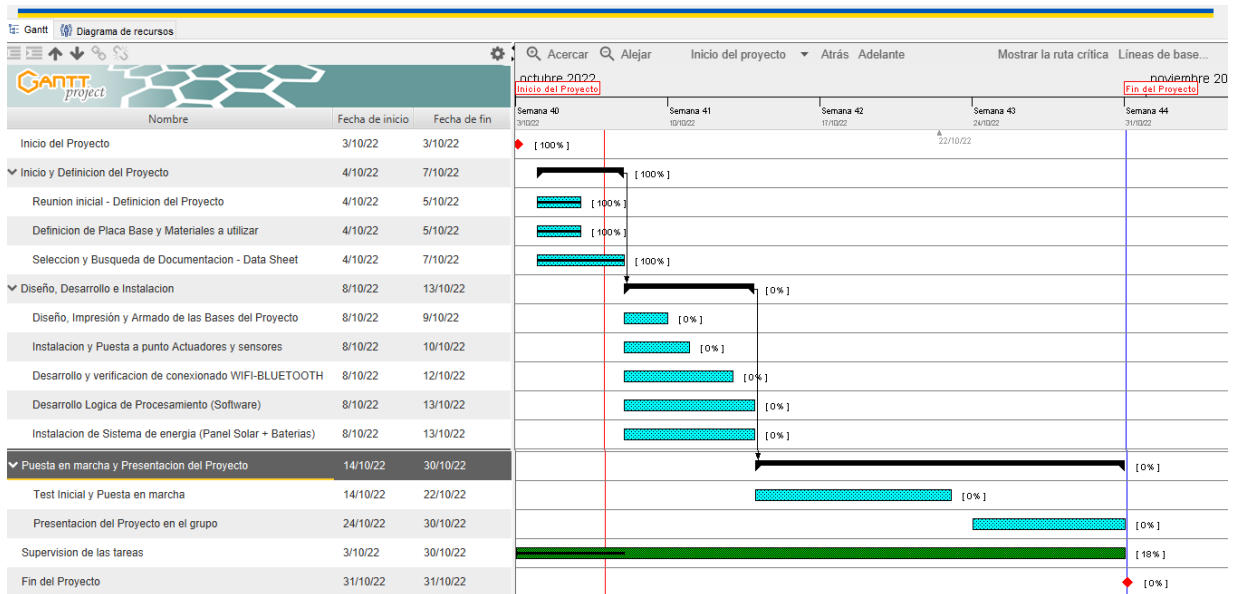 Gantt Diagrama de recursos
Acercar Alejar Inicio del proyecto Atrás Adelante Mostrar la ruta crítica Líneas de base...
GANTT project
octubre 2022 noviembre 20
Inicio del Proyecto Fin del Proyecto
Semana 40 Semana 41 Semana 42 Semana 43 Semana 44
3/10/22 10/10/22 17/10/22 24/10/22 31/10/22
Nombre Fecha de inicio Fecha de fin
Inicio del Proyecto 3/10/22 3/10/22 [ 100% ] 22/10/22
Inicio y Definicion del Proyecto 4/10/22 7/10/22 [ 100% ]
Reunion inicial - Definicion del Proyecto 4/10/22 5/10/22 [ 100% ]
Definicion de Placa Base y Materiales a utilizar 4/10/22 5/10/22 [ 100% ]
Seleccion y Busqueda de Documentacion - Data Sheet 4/10/22 7/10/22 [ 100% ]
Diseño, Desarrollo e Instalacion 8/10/22 13/10/22 [ 0% ]
Diseño, Impresión y Armado de las Bases del Proyecto 8/10/22 9/10/22 [ 0% ]
Instalacion y Puesta a punto Actuadores y sensores 8/10/22 10/10/22 [ 0% ]
Desarrollo y verificacion de conexionado WIFI-BLUETOOTH 8/10/22 12/10/22 [ 0% ]
Desarrollo Logica de Procesamiento (Software) 8/10/22 13/10/22 [ 0% ]
Instalacion de Sistema de energia (Panel Solar + Baterias) 8/10/22 13/10/22 [ 0% ]
Puesta en marcha y Presentacion del Proyecto 14/10/22 30/10/22 [ 0% ]
Test Inicial y Puesta en marcha 14/10/22 22/10/22 [ 0% ]
Presentacion del Proyecto en el grupo 24/10/22 30/10/22 [ 0% ]
Supervision de las tareas 3/10/22 30/10/22 [ 18% ]
Fin del Proyecto 31/10/22 31/10/22 [ 0% ]